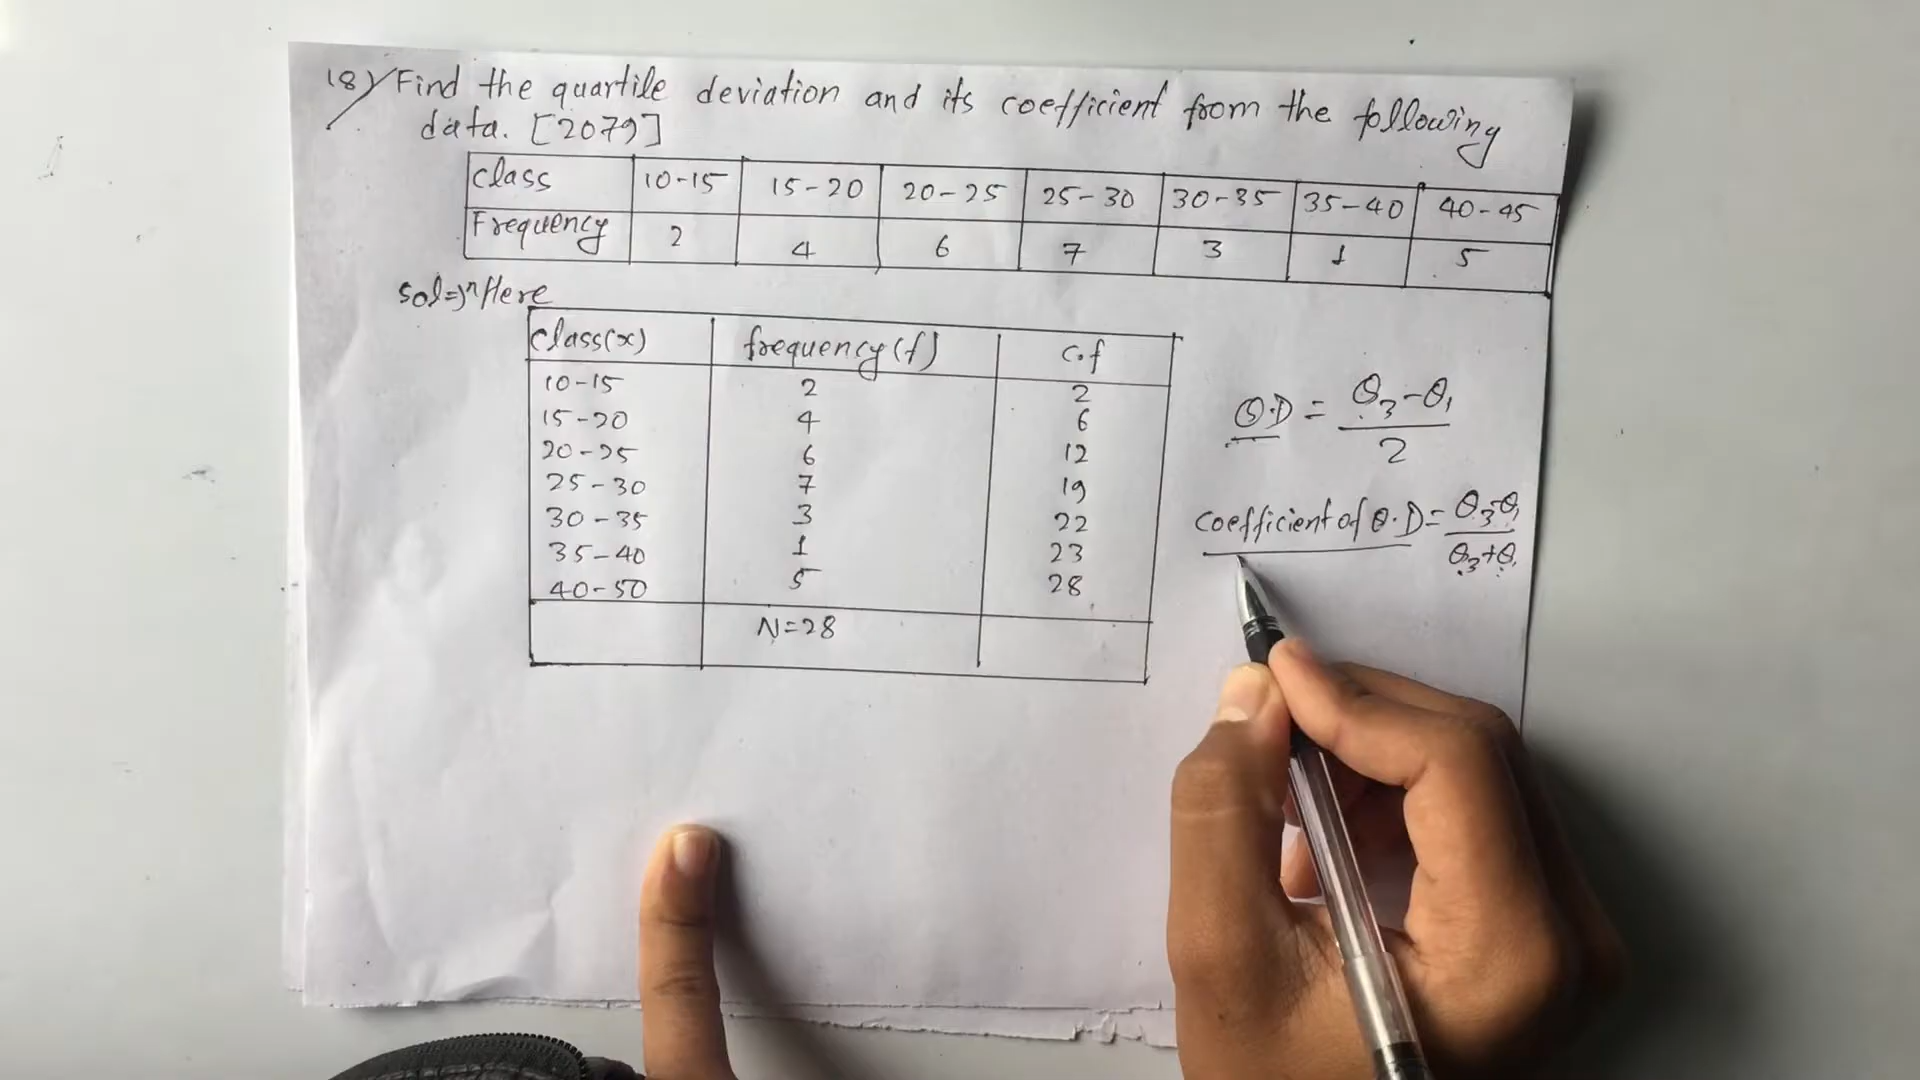 18) Find the quartile deviation and its coefficient from the following
data. [2079]
class 10-15 15-20 20-25 25-30 30-35 35-40 40-45
Frequency 2 4 6 7 3 1 5
sol=)ⁿ Here
class(x) frequency(f) c.f
10-15 2 2
15-20 4 6
20-25 6 12
25-30 7 19
30-35 3 22
35-40 1 23
40-50 5 28
N=28
Q.D = Q₃-Q₁
2
coefficient of Q.D = Q₃-Q₁
Q₃+Q₁